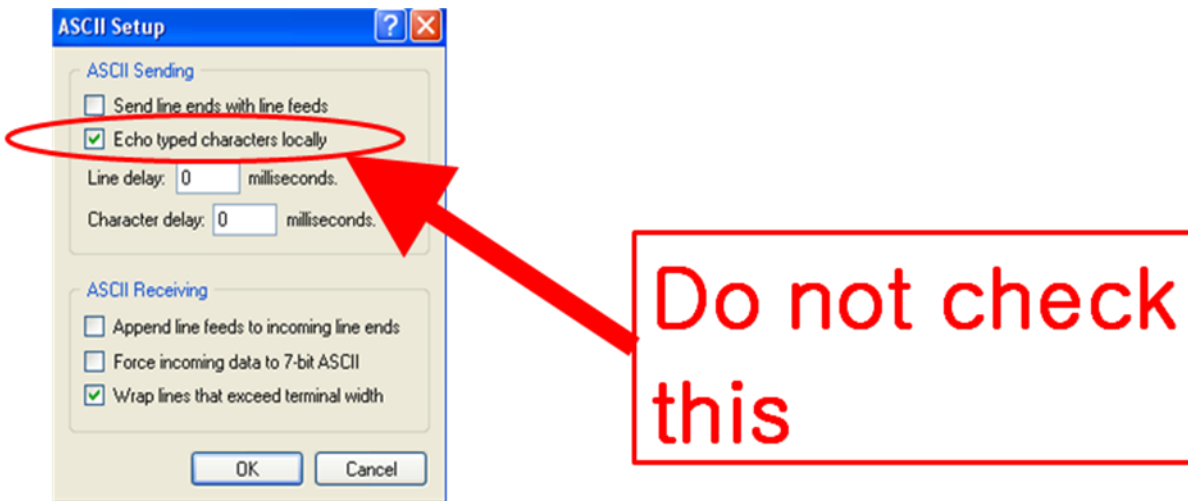 ASCII Setup
ASCII Sending
Send line ends with line feeds
Echo typed characters locally
Line delay: 0 milliseconds.
Character delay: 0 milliseconds.
ASCII Receiving
Append line feeds to incoming line ends
Force incoming data to 7-bit ASCII
Wrap lines that exceed terminal width
OK Cancel
Do not check
this